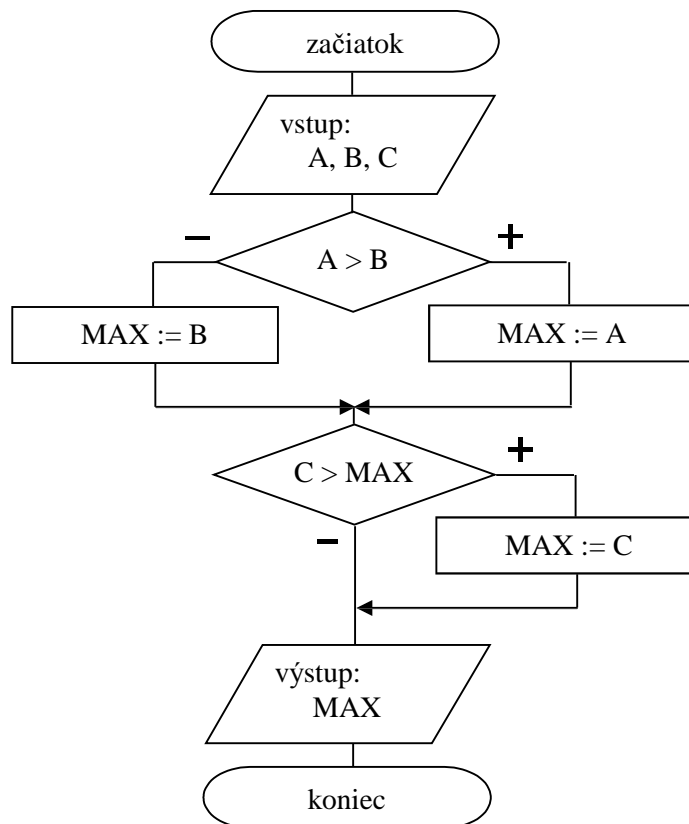 začiatok
vstup:
A, B, C
− +
A > B
MAX := B
MAX := A
+
C > MAX
−
MAX := C
výstup:
MAX
koniec